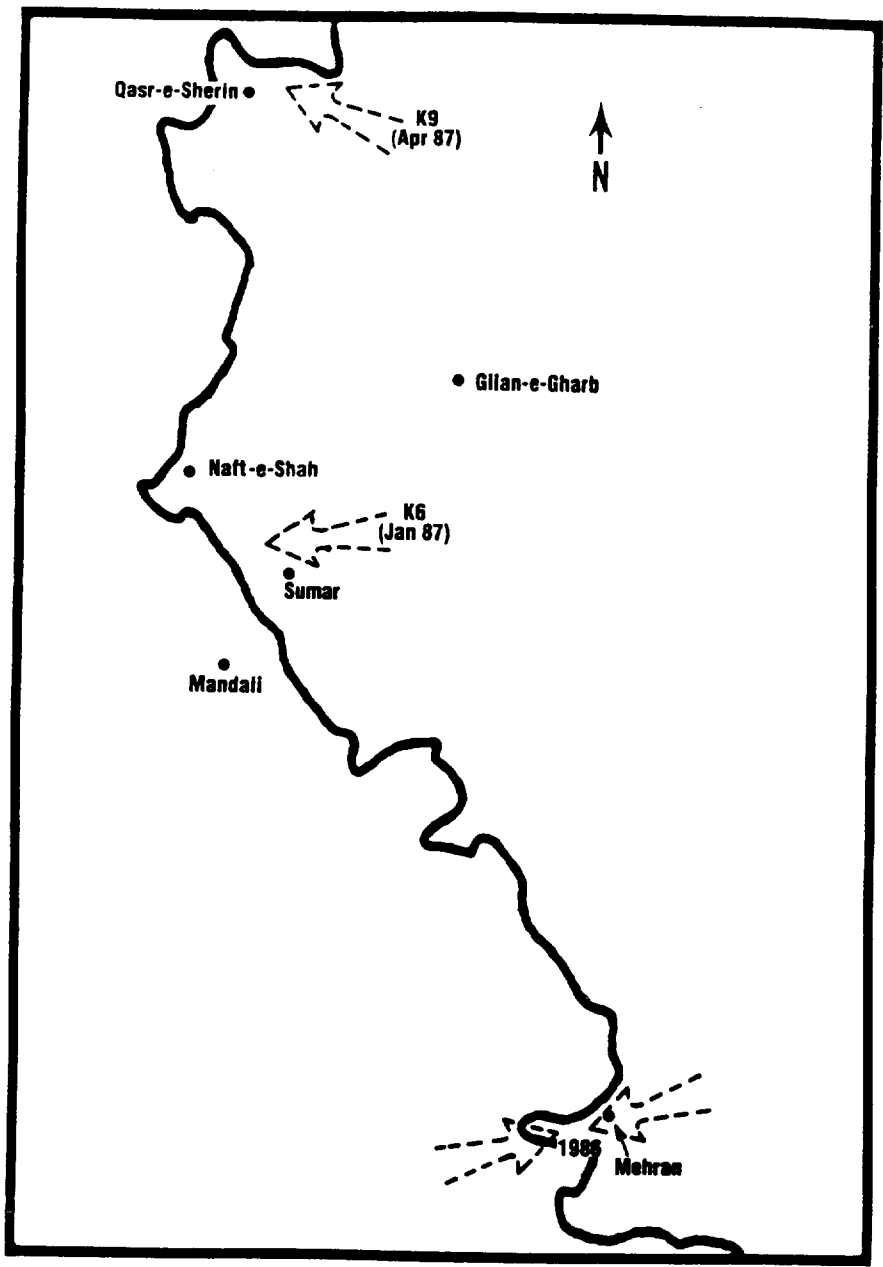 Qasr-e-Sherin
K9
(Apr 87)
N
Gilan-e-Gharb
Naft-e-Shah
K6
(Jan 87)
Sumar
Mandali
1986
Mehran